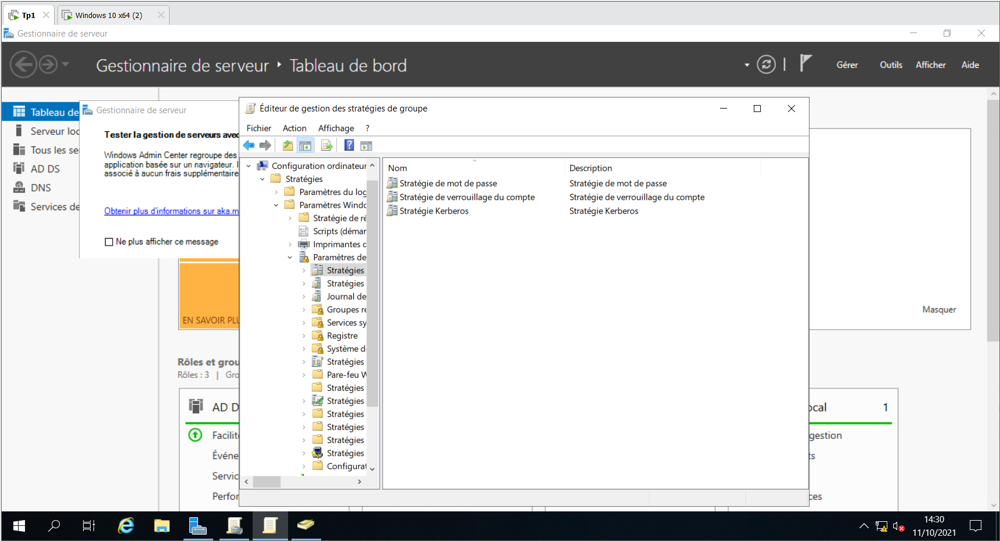 Tp1
Windows 10 x64 (2)
Gestionnaire de serveur
Gestionnaire de serveur
Tableau de bord
Gérer
Outils
Afficher
Aide
Tableau de
Serveur loc
Tous les se
AD DS
DNS
Services de
Gestionnaire de serveur
Tester la gestion de serveurs avec
Windows Admin Center regroupe des
application basée sur un navigateur. I
associé à aucun frais supplémentaire
Obtenir plus d'informations sur aka.m
Ne plus afficher ce message
EN SAVOIR PLU
Masquer
Rôles et grou
Rôles : 3 | Gro
AD D
Facilité
Événe
Servic
Perfor
ocal
1
gestion
ts
ces
Éditeur de gestion des stratégies de groupe
Fichier
Action
Affichage
?
Configuration ordinateur
Stratégies
Paramètres du log
Paramètres Windo
Stratégie de ré
Scripts (démar
Imprimantes d
Paramètres de
Stratégies
Stratégies
Journal de
Groupes re
Services sy
Registre
Système d
Stratégies
Pare-feu W
Stratégies
Stratégies
Stratégies
Stratégies
Stratégies
Stratégies
Configurat
Nom
Description
Stratégie de mot de passe
Stratégie de mot de passe
Stratégie de verrouillage du compte
Stratégie de verrouillage du compte
Stratégie Kerberos
Stratégie Kerberos
14:30
11/10/2021